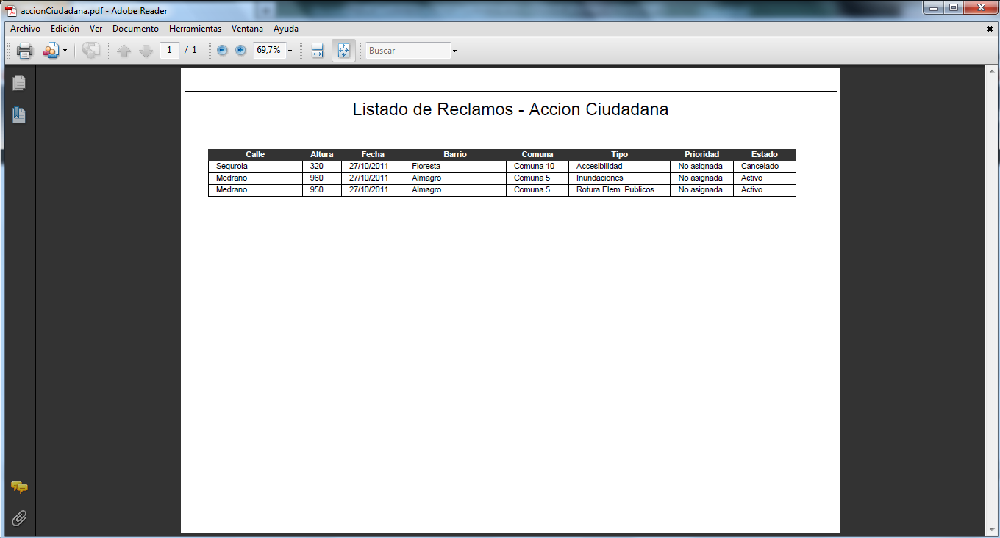 accionCiudadana.pdf - Adobe Reader
Archivo Edición Ver Documento Herramientas Ventana Ayuda
1 / 1 69,7% Buscar
Listado de Reclamos - Accion Ciudadana
Calle Altura Fecha Barrio Comuna Tipo Prioridad Estado
Segurola 320 27/10/2011 Floresta Comuna 10 Accesibilidad No asignada Cancelado
Medrano 960 27/10/2011 Almagro Comuna 5 Inundaciones No asignada Activo
Medrano 950 27/10/2011 Almagro Comuna 5 Rotura Elem. Publicos No asignada Activo